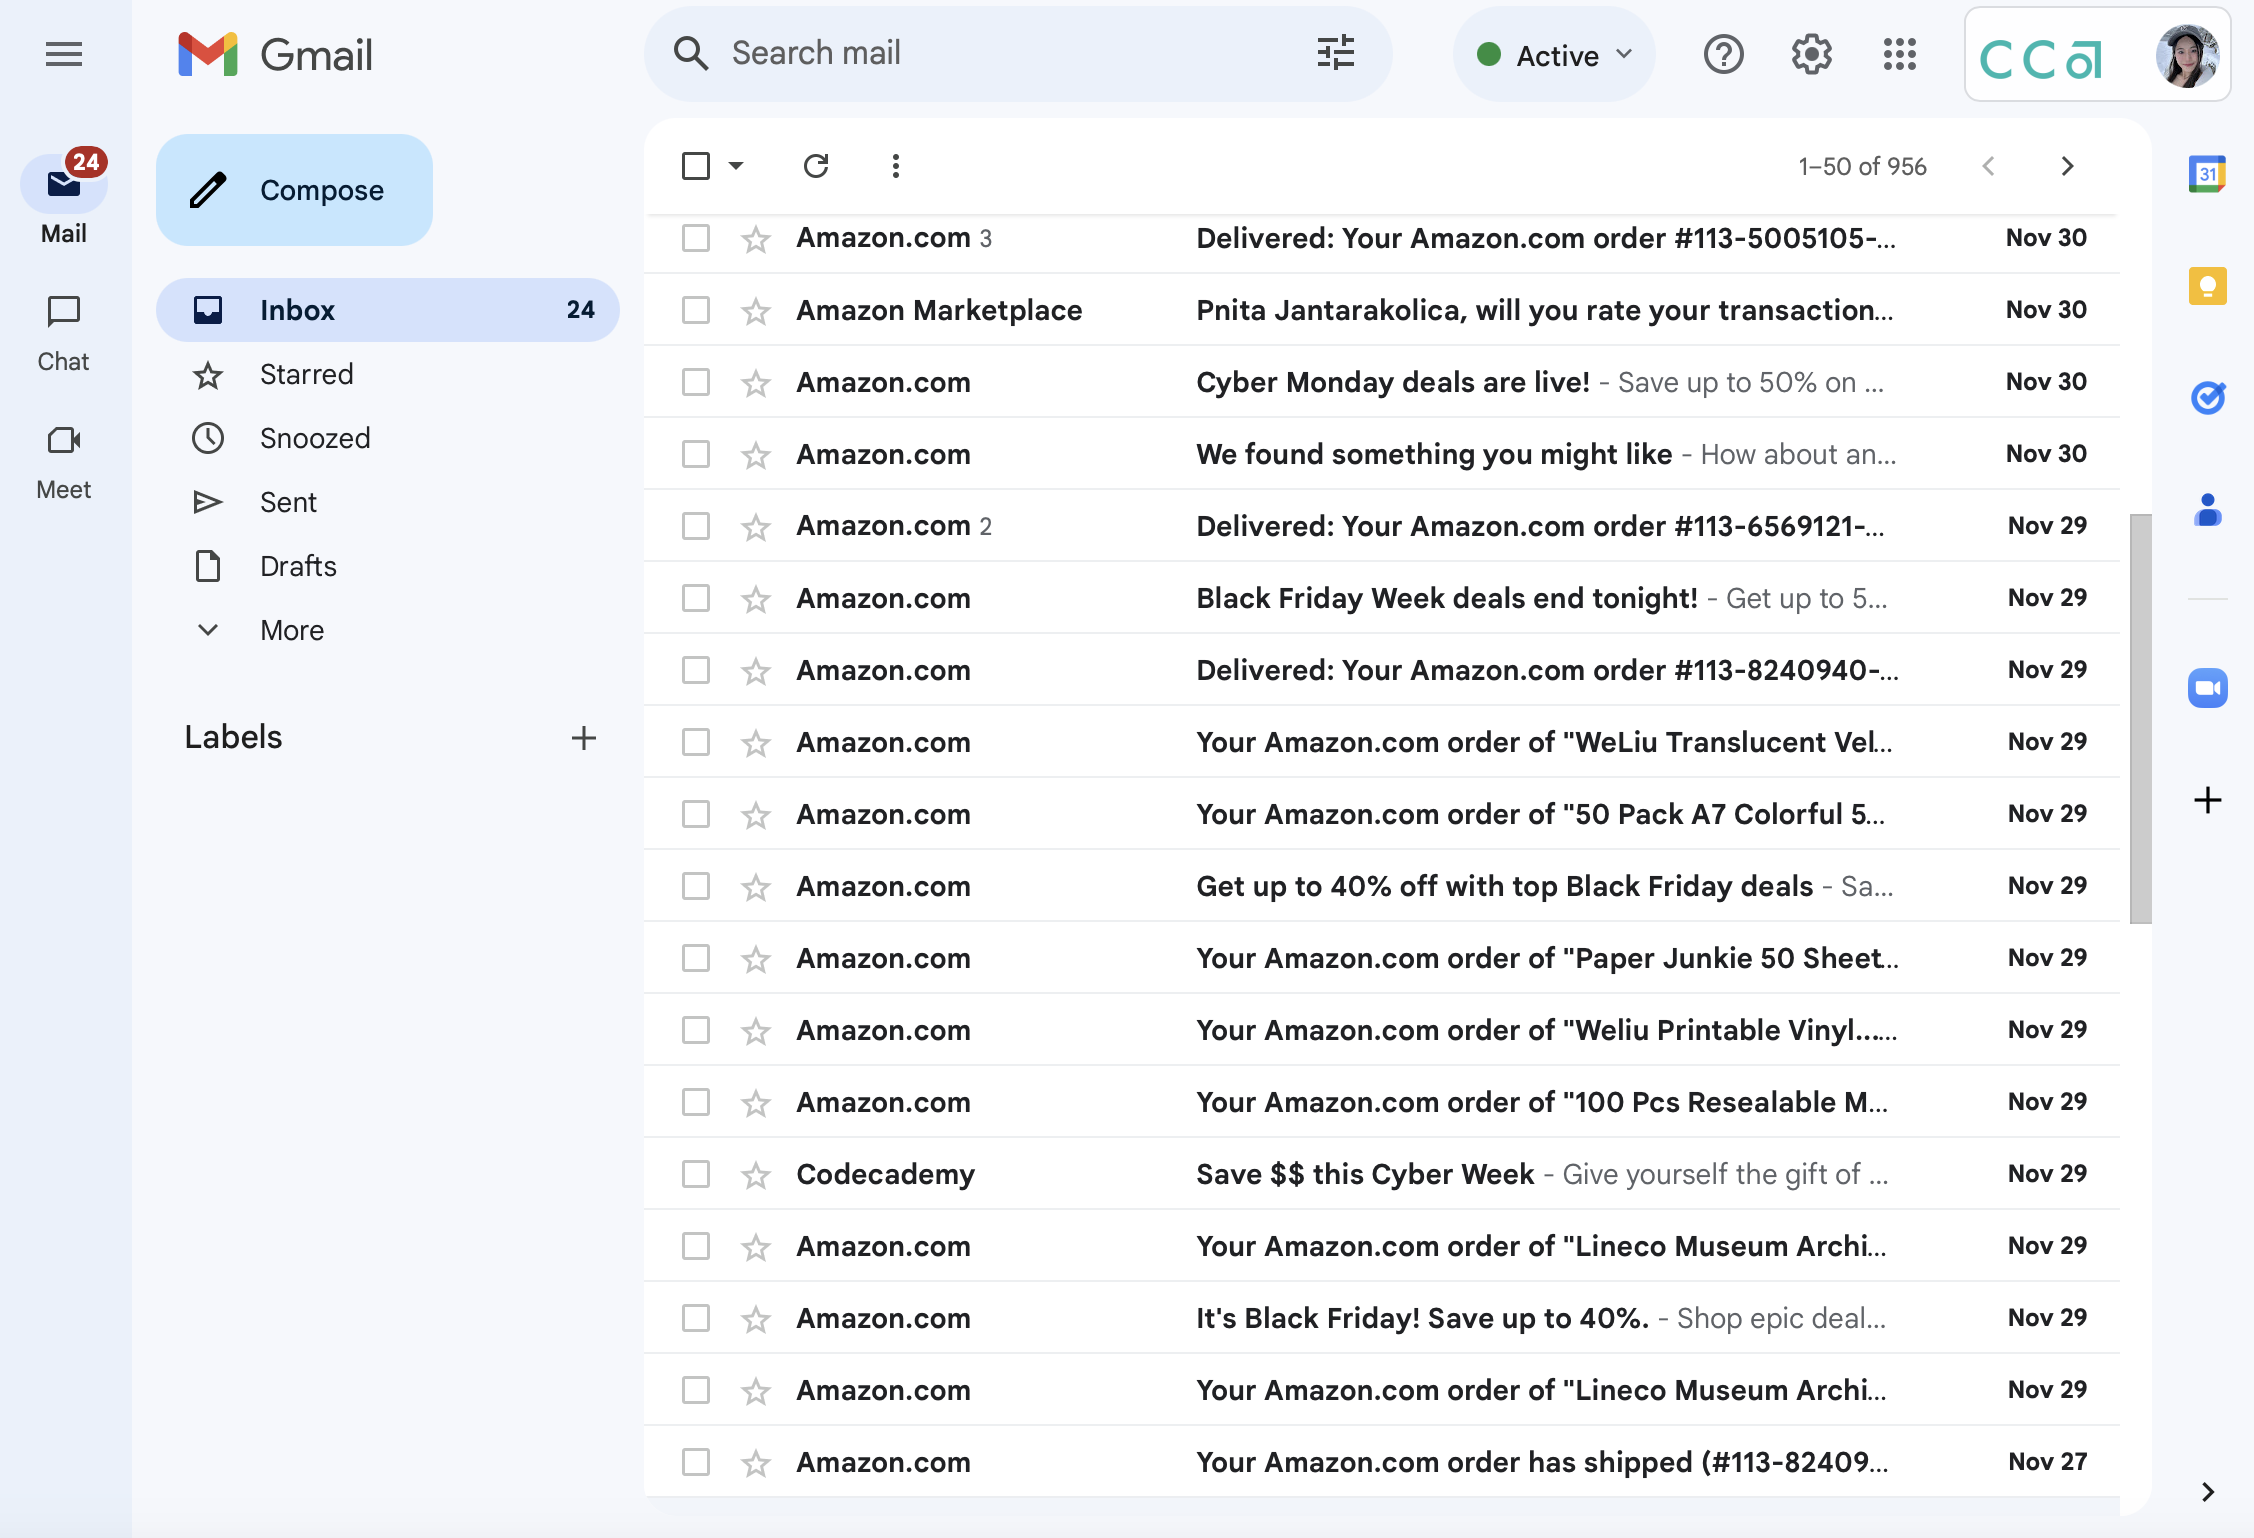 Gmail
Search mail
Active
cca
24
Mail
Chat
Meet
Compose
Inbox 24
Starred
Snoozed
Sent
Drafts
More
Labels
1–50 of 956
31
Amazon.com 3 Delivered: Your Amazon.com order #113-5005105-... Nov 30
Amazon Marketplace Pnita Jantarakolica, will you rate your transaction... Nov 30
Amazon.com Cyber Monday deals are live! - Save up to 50% on ... Nov 30
Amazon.com We found something you might like - How about an... Nov 30
Amazon.com 2 Delivered: Your Amazon.com order #113-6569121-... Nov 29
Amazon.com Black Friday Week deals end tonight! - Get up to 5... Nov 29
Amazon.com Delivered: Your Amazon.com order #113-8240940-... Nov 29
Amazon.com Your Amazon.com order of "WeLiu Translucent Vel... Nov 29
Amazon.com Your Amazon.com order of "50 Pack A7 Colorful 5... Nov 29
Amazon.com Get up to 40% off with top Black Friday deals - Sa... Nov 29
Amazon.com Your Amazon.com order of "Paper Junkie 50 Sheet... Nov 29
Amazon.com Your Amazon.com order of "Weliu Printable Vinyl...... Nov 29
Amazon.com Your Amazon.com order of "100 Pcs Resealable M... Nov 29
Codecademy Save $$ this Cyber Week - Give yourself the gift of ... Nov 29
Amazon.com Your Amazon.com order of "Lineco Museum Archi... Nov 29
Amazon.com It's Black Friday! Save up to 40%. - Shop epic deal... Nov 29
Amazon.com Your Amazon.com order of "Lineco Museum Archi... Nov 29
Amazon.com Your Amazon.com order has shipped (#113-82409... Nov 27